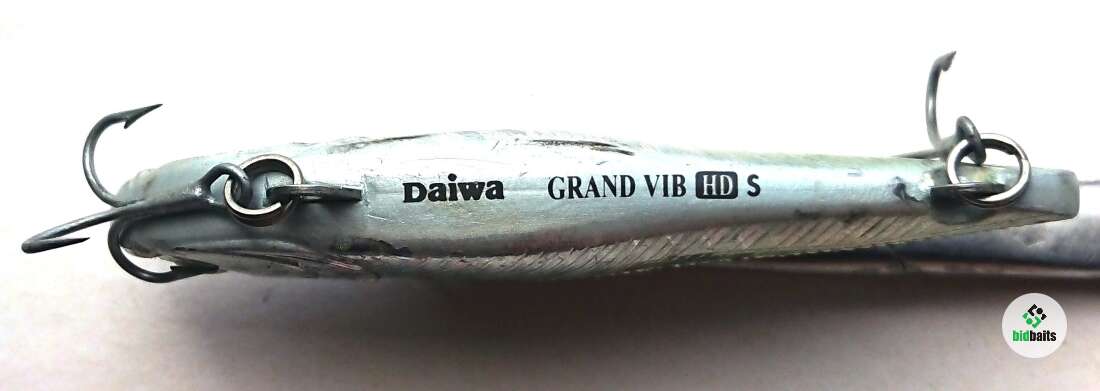 Daiwa GRAND VIB HD S
bidbaits